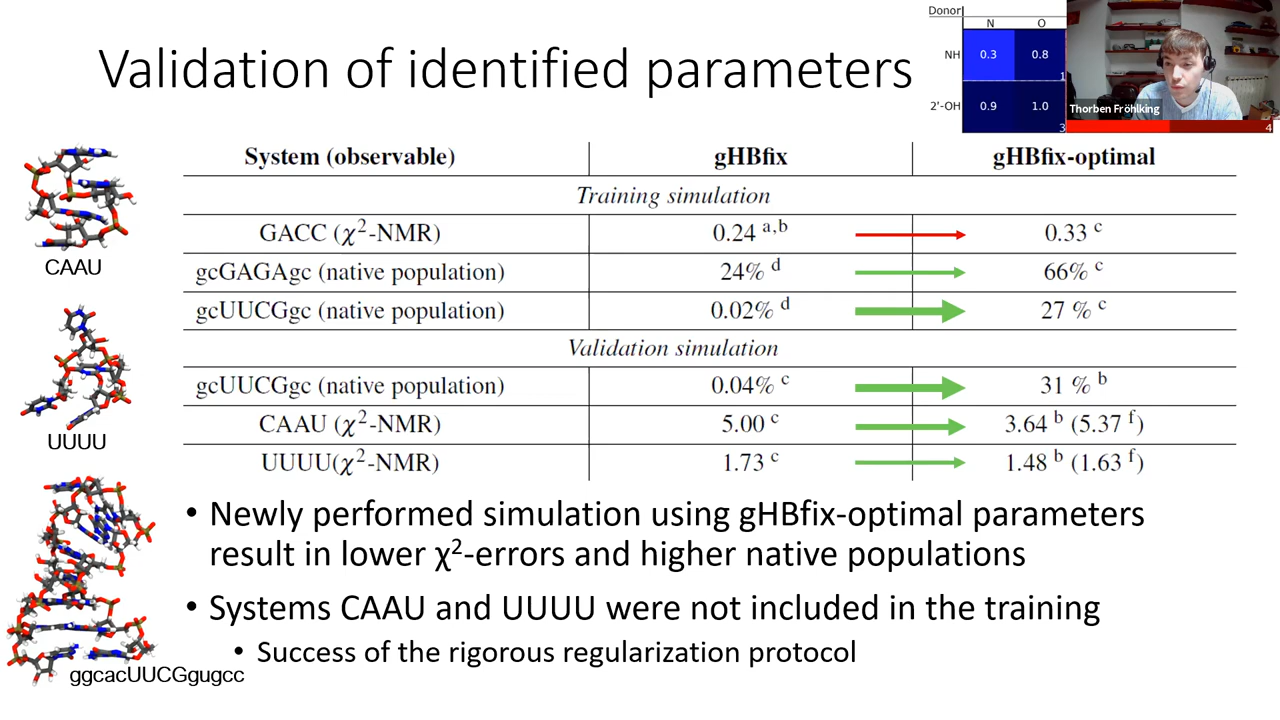 Validation of identified parameters
Donor
N O
NH 0.3 0.8
1
2'-OH 0.9 1.0
3
4
Thorben Fröhlking
System (observable) gHBfix gHBfix-optimal
Training simulation
GACC (χ²-NMR) 0.24 a,b 0.33 c
gcGAGAgc (native population) 24% d 66% c
gcUUCGgc (native population) 0.02% d 27 % c
Validation simulation
gcUUCGgc (native population) 0.04% c 31 % b
CAAU (χ²-NMR) 5.00 c 3.64 b (5.37 f)
UUUU(χ²-NMR) 1.73 c 1.48 b (1.63 f)
CAAU
UUUU
ggcacUUCGgugcc
• Newly performed simulation using gHBfix-optimal parameters
result in lower χ²-errors and higher native populations
• Systems CAAU and UUUU were not included in the training
• Success of the rigorous regularization protocol